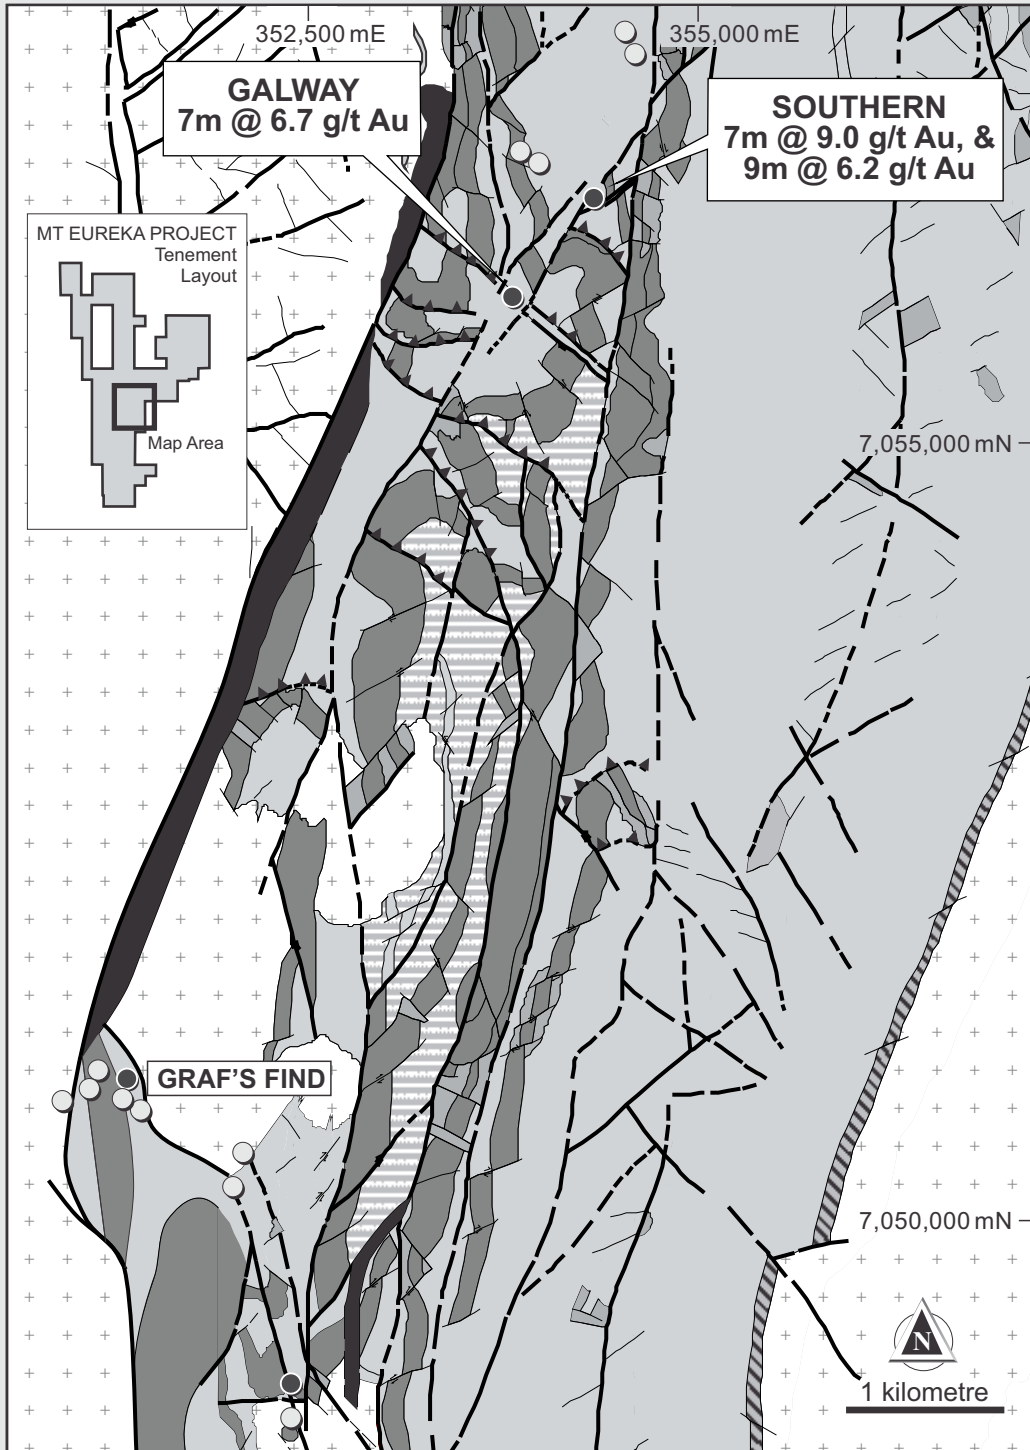 352,500 mE
355,000 mE
GALWAY
7m @ 6.7 g/t Au
SOUTHERN
7m @ 9.0 g/t Au, &
9m @ 6.2 g/t Au
MT EUREKA PROJECT
Tenement
Layout
Map Area
7,055,000 mN
GRAF'S FIND
7,050,000 mN
N
1 kilometre